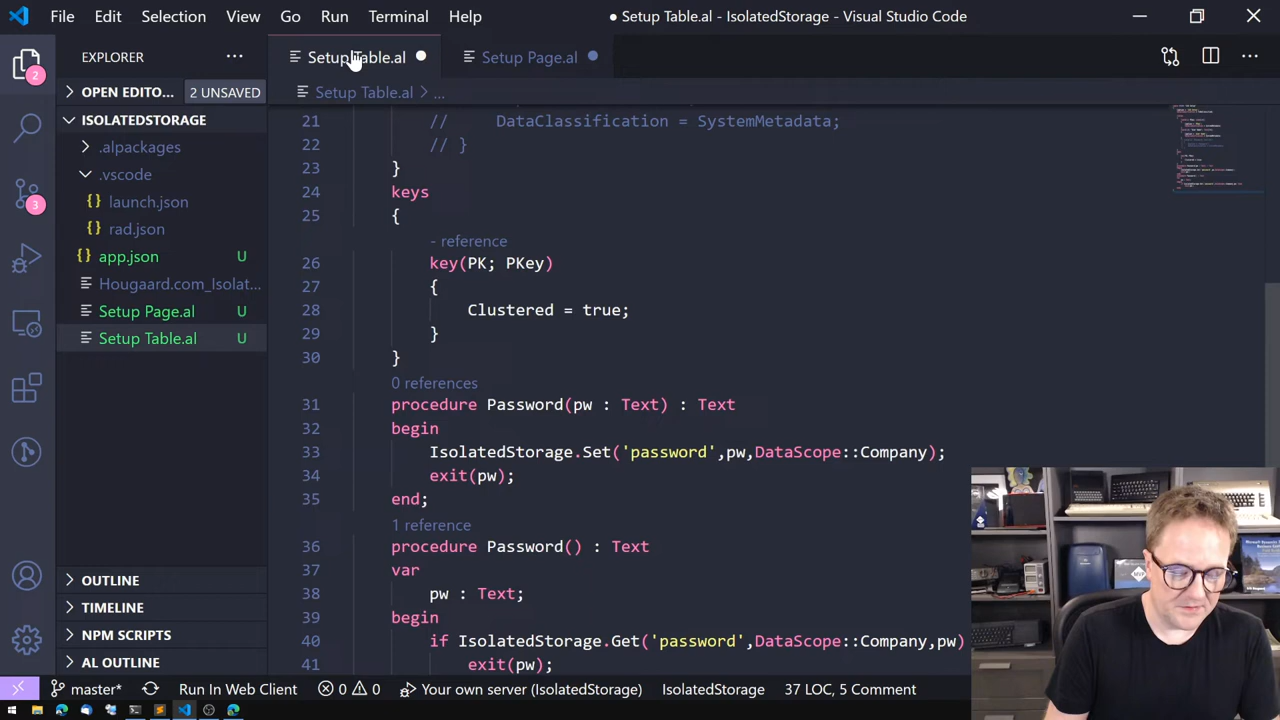 File Edit Selection View Go Run Terminal Help
● Setup Table.al - IsolatedStorage - Visual Studio Code
EXPLORER
Setup Table.al
Setup Page.al
OPEN EDITO... 2 UNSAVED
Setup Table.al > ...
ISOLATEDSTORAGE
.alpackages
.vscode
launch.json
rad.json
app.json U
Hougaard.com_Isolat...
Setup Page.al U
Setup Table.al U
OUTLINE
TIMELINE
NPM SCRIPTS
AL OUTLINE
2
3
21 // DataClassification = SystemMetadata;
22 // }
23 }
24 keys
25 {
- reference
26 key(PK; PKey)
27 {
28 Clustered = true;
29 }
30 }
0 references
31 procedure Password(pw : Text) : Text
32 begin
33 IsolatedStorage.Set('password',pw,DataScope::Company);
34 exit(pw);
35 end;
1 reference
36 procedure Password() : Text
37 var
38 pw : Text;
39 begin
40 if IsolatedStorage.Get('password',DataScope::Company,pw)
41 exit(pw);
master* Run In Web Client 0 0 Your own server (IsolatedStorage) IsolatedStorage 37 LOC, 5 Comment